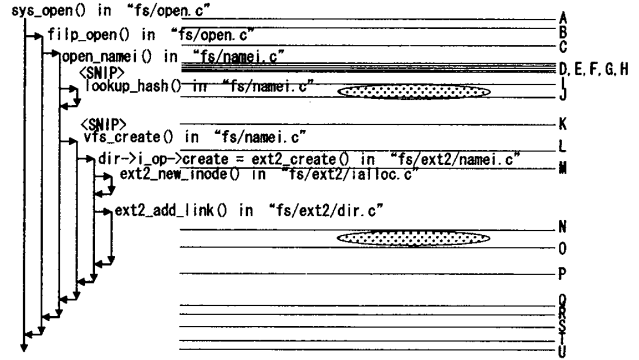 sys_open() in “fs/open.c”
A
filp_open() in “fs/open.c”
B
C
open_namei() in “fs/namei.c”
<SNIP>
D, E, F, G, H
lookup_hash() in “fs/namei.c”
I
J
<SNIP>
K
vfs_create() in “fs/namei.c”
L
dir->i_op->create = ext2_create() in “fs/ext2/namei.c”
M
ext2_new_inode() in “fs/ext2/ialloc.c”
ext2_add_link() in “fs/ext2/dir.c”
N
O
P
Q
R
S
T
U